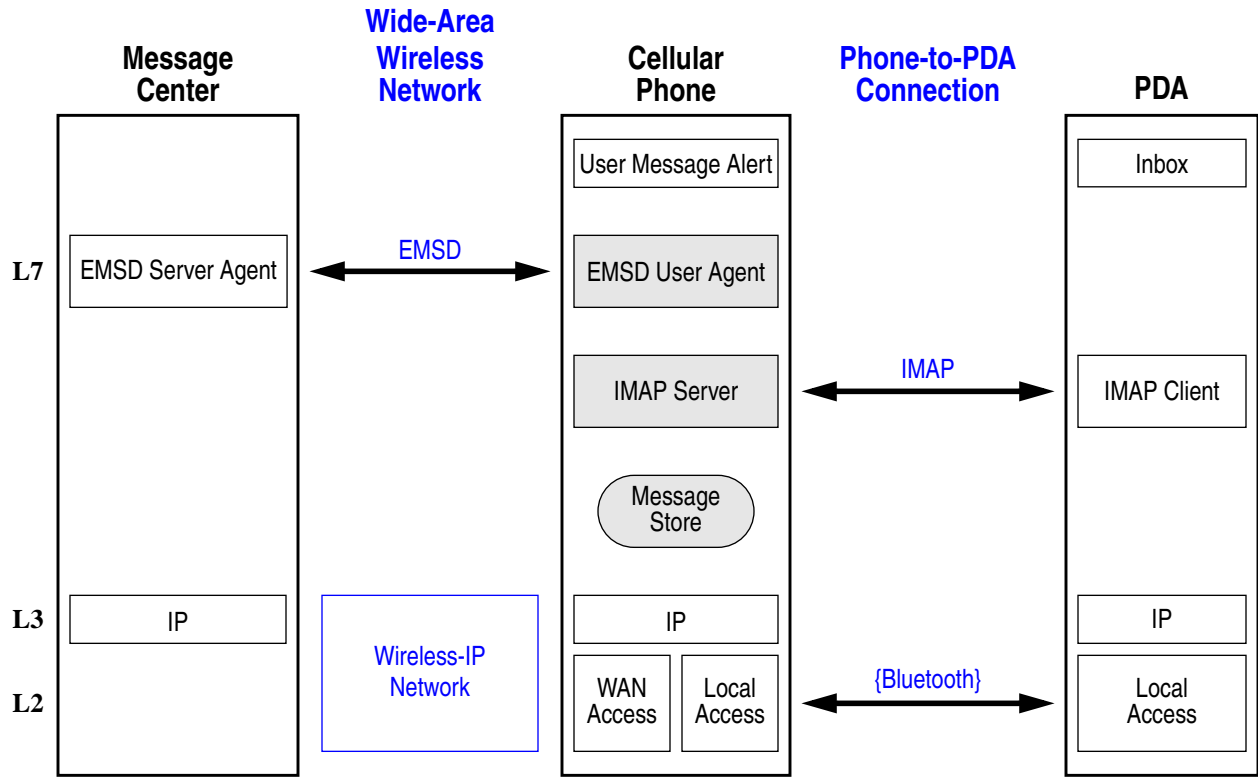 Wide-Area
Wireless
Network
Message
Center
Cellular
Phone
Phone-to-PDA
Connection
PDA
User Message Alert
Inbox
L7
EMSD Server Agent
EMSD
EMSD User Agent
IMAP Server
IMAP
IMAP Client
Message
Store
L3
IP
IP
IP
Wireless-IP
Network
L2
WAN
Access
Local
Access
{Bluetooth}
Local
Access